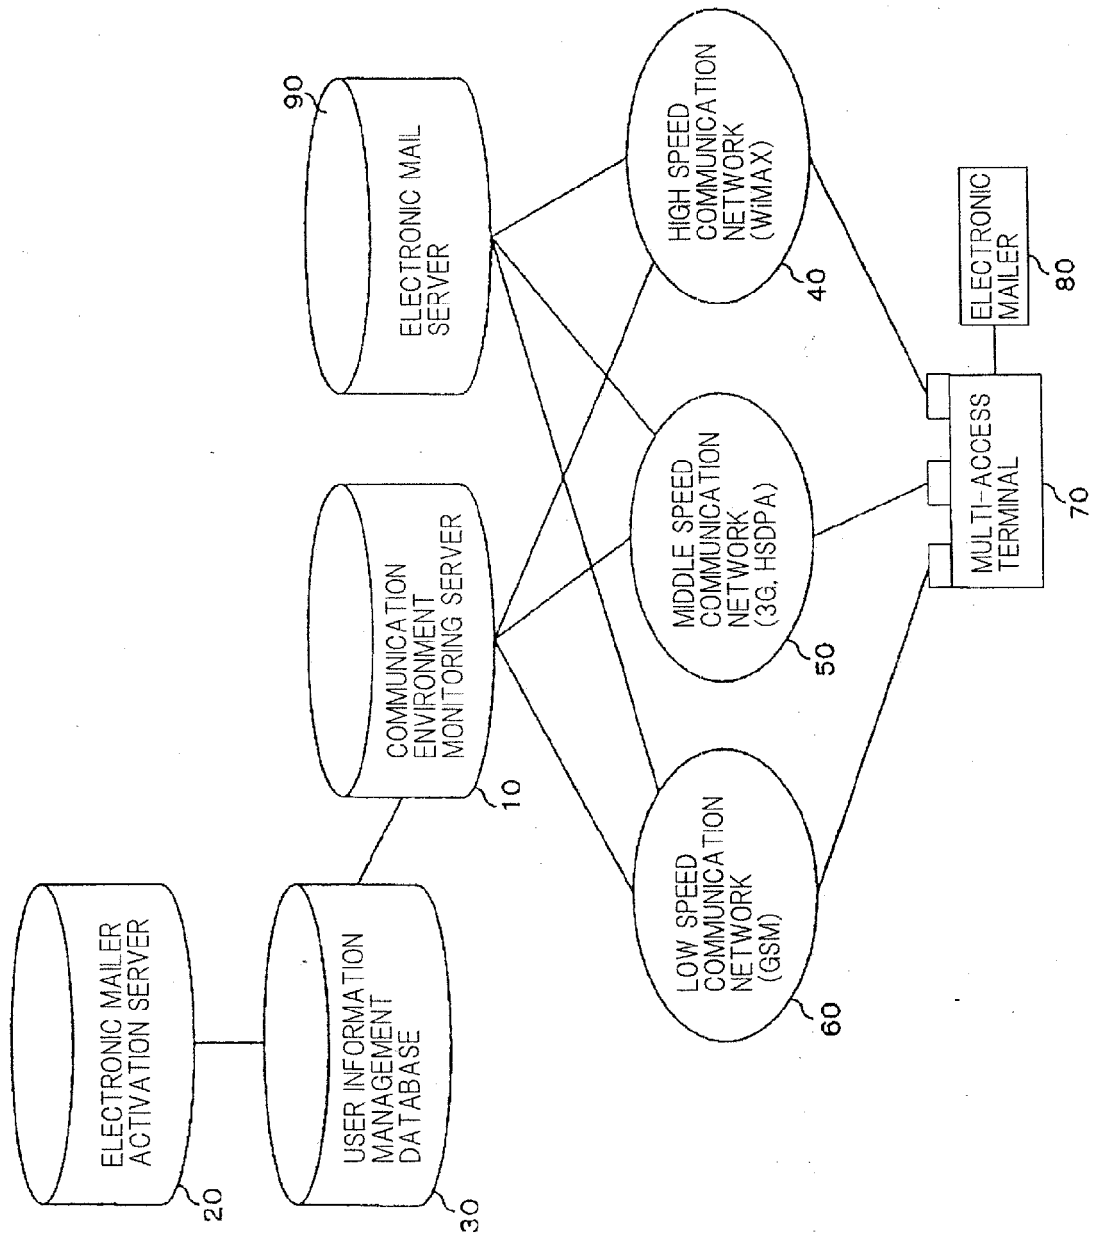 ELECTRONIC MAILER
ACTIVATION SERVER
20
USER INFORMATION
MANAGEMENT
DATABASE
30
COMMUNICATION
ENVIRONMENT
MONITORING SERVER
10
ELECTRONIC MAIL
SERVER
90
LOW SPEED
COMMUNICATION
NETWORK
(GSM)
60
MIDDLE SPEED
COMMUNICATION
NETWORK
(3G, HSDPA)
50
HIGH SPEED
COMMUNICATION
NETWORK
(WiMAX)
40
MULTI-ACCESS
TERMINAL
70
ELECTRONIC
MAILER
80